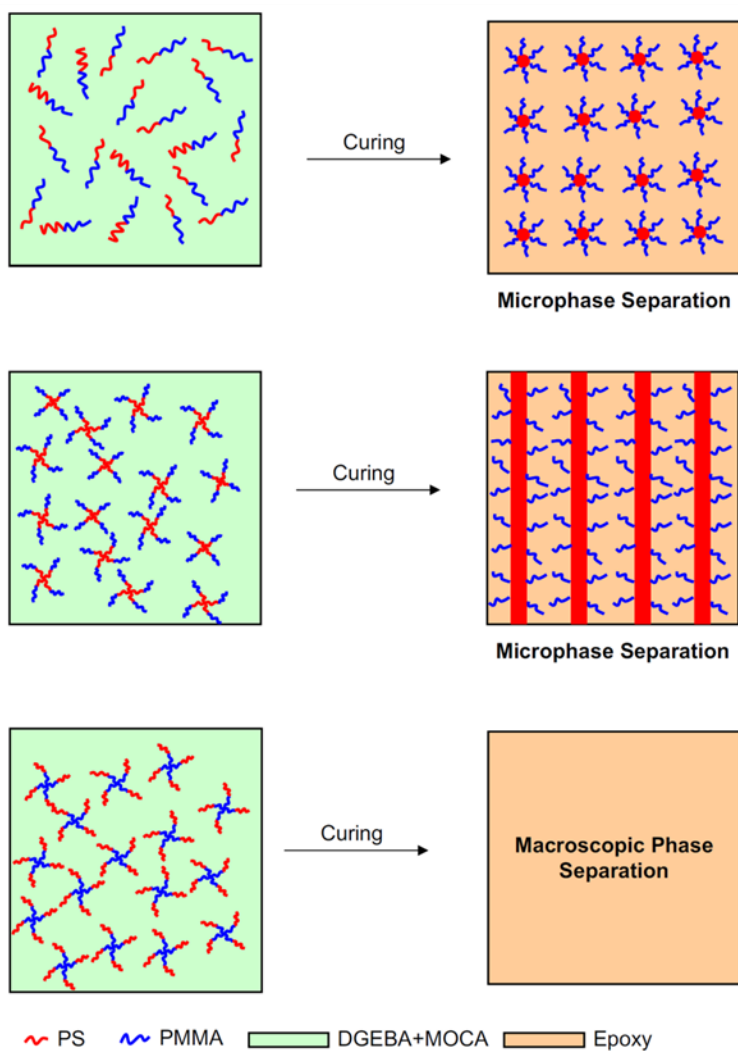 Curing
Microphase Separation
Curing
Microphase Separation
Curing
Macroscopic Phase
Separation
PS PMMA DGEBA+MOCA Epoxy